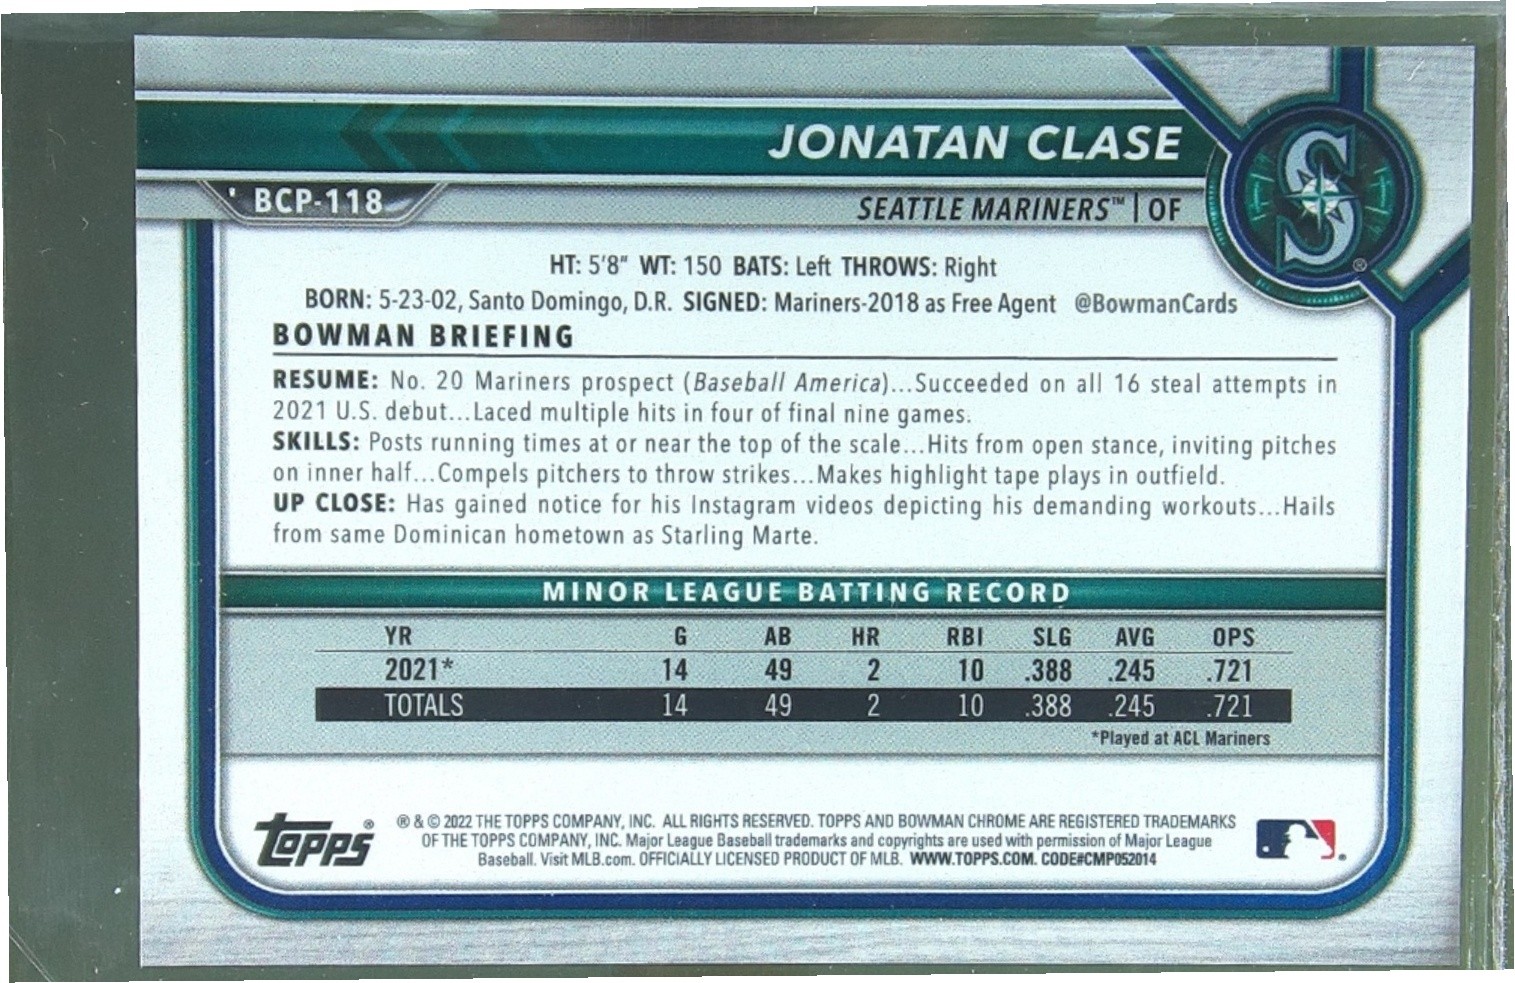 JONATAN CLASE
BCP-118
SEATTLE MARINERS™ | OF
S
®
HT: 5'8" WT: 150 BATS: Left THROWS: Right
BORN: 5-23-02, Santo Domingo, D.R. SIGNED: Mariners-2018 as Free Agent @BowmanCards
BOWMAN BRIEFING
RESUME: No. 20 Mariners prospect (Baseball America)...Succeeded on all 16 steal attempts in
2021 U.S. debut...Laced multiple hits in four of final nine games.
SKILLS: Posts running times at or near the top of the scale...Hits from open stance, inviting pitches
on inner half...Compels pitchers to throw strikes...Makes highlight tape plays in outfield.
UP CLOSE: Has gained notice for his Instagram videos depicting his demanding workouts...Hails
from same Dominican hometown as Starling Marte.
MINOR LEAGUE BATTING RECORD
YR G AB HR RBI SLG AVG OPS
2021* 14 49 2 10 .388 .245 .721
TOTALS 14 49 2 10 .388 .245 .721
*Played at ACL Mariners
TOPPS®
® & © 2022 THE TOPPS COMPANY, INC. ALL RIGHTS RESERVED. TOPPS AND BOWMAN CHROME ARE REGISTERED TRADEMARKS
OF THE TOPPS COMPANY, INC. Major League Baseball trademarks and copyrights are used with permission of Major League
Baseball. Visit MLB.com. OFFICIALLY LICENSED PRODUCT OF MLB. WWW.TOPPS.COM. CODE#CMP052014